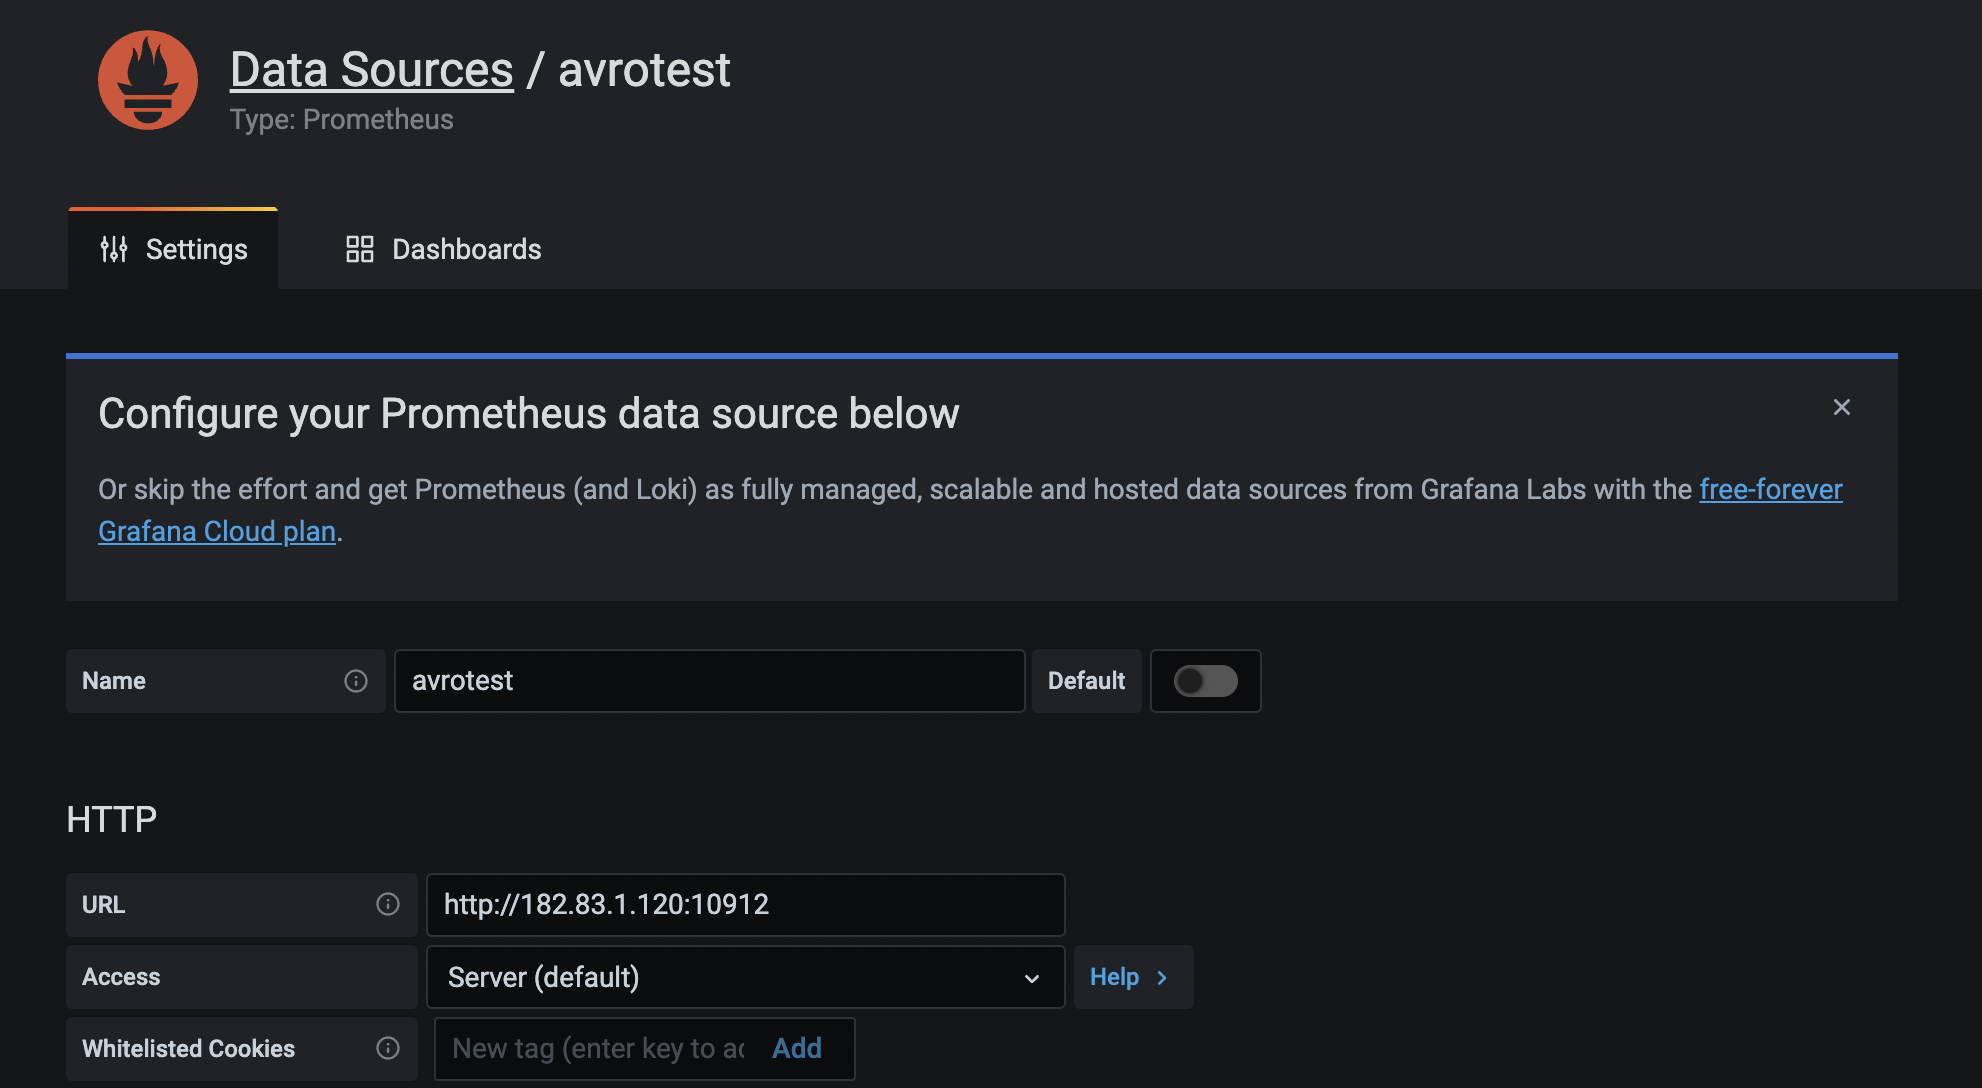 Data Sources / avrotest
Type: Prometheus
Settings
Dashboards
Configure your Prometheus data source below
Or skip the effort and get Prometheus (and Loki) as fully managed, scalable and hosted data sources from Grafana Labs with the free-forever
Grafana Cloud plan.
Name
avrotest
Default
HTTP
URL
http://182.83.1.120:10912
Access
Server (default)
Help
Whitelisted Cookies
New tag (enter key to ad
Add